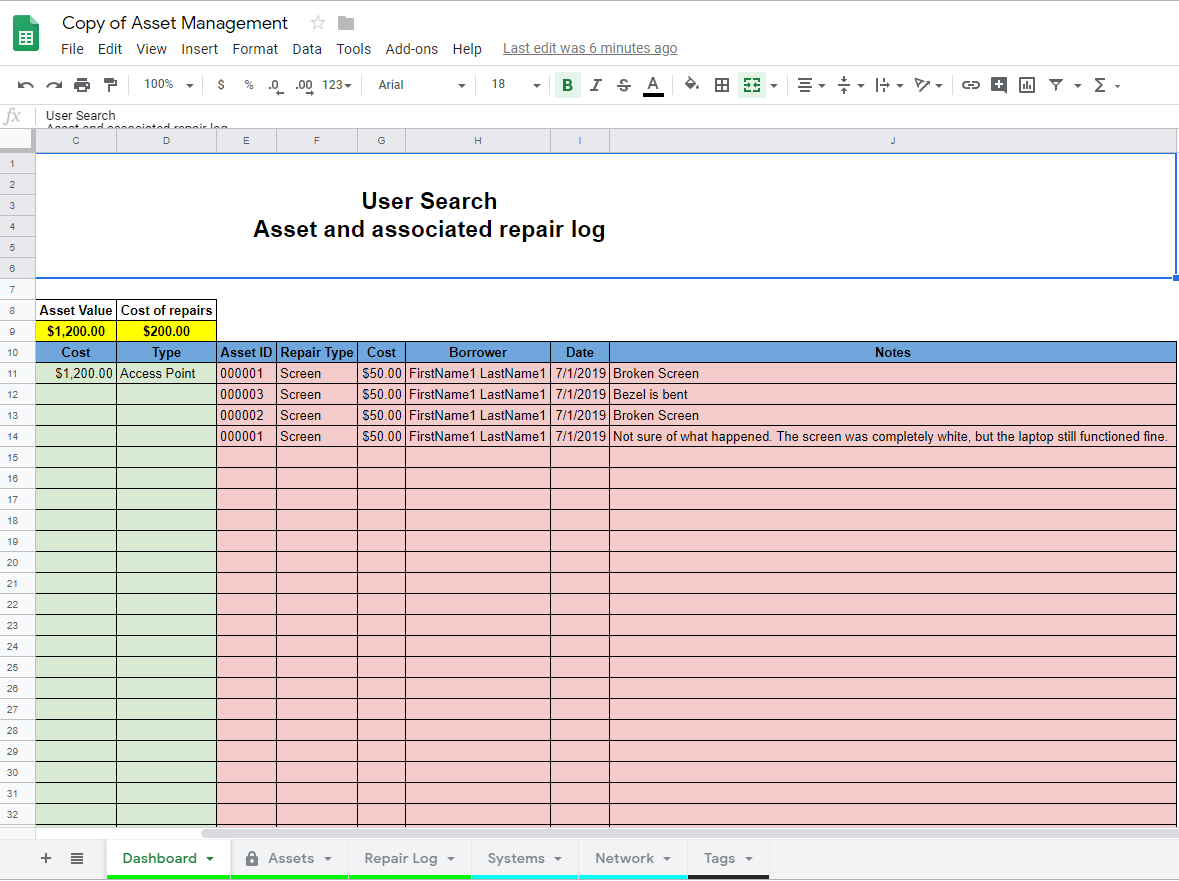 Copy of Asset Management
File Edit View Insert Format Data Tools Add-ons Help Last edit was 6 minutes ago
100% $ % .0 .00 123 Arial 18 B I S A
fx User Search
Asset and associated repair log
C D E F G H I J
1
2
3 User Search
4 Asset and associated repair log
5
6
7
8 Asset Value Cost of repairs
9 $1,200.00 $200.00
10 Cost Type Asset ID Repair Type Cost Borrower Date Notes
11 $1,200.00 Access Point 000001 Screen $50.00 FirstName1 LastName1 7/1/2019 Broken Screen
12 000003 Screen $50.00 FirstName1 LastName1 7/1/2019 Bezel is bent
13 000002 Screen $50.00 FirstName1 LastName1 7/1/2019 Broken Screen
14 000001 Screen $50.00 FirstName1 LastName1 7/1/2019 Not sure of what happened. The screen was completely white, but the laptop still functioned fine.
15
16
17
18
19
20
21
22
23
24
25
26
27
28
29
30
31
32
Dashboard Assets Repair Log Systems Network Tags